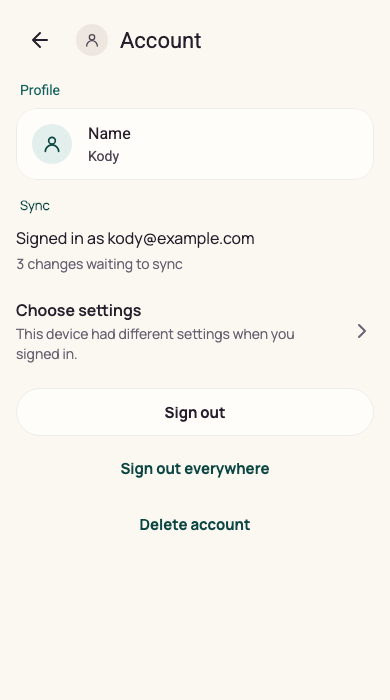 Account
Profile
Name
Kody
Sync
Signed in as kody@example.com
3 changes waiting to sync
Choose settings
This device had different settings when you
signed in.
Sign out
Sign out everywhere
Delete account